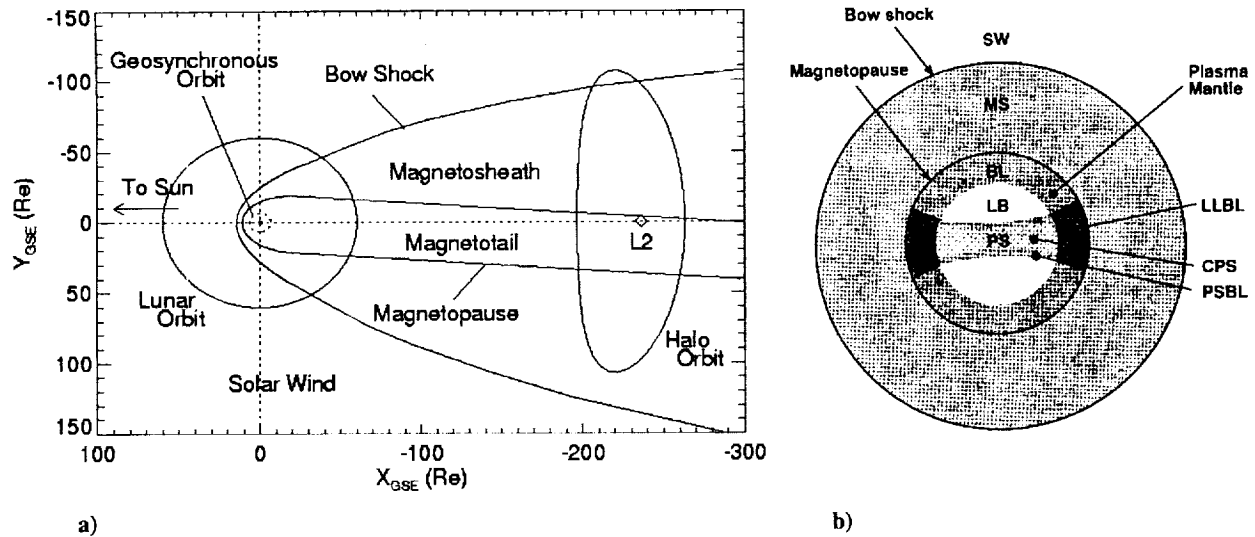 -150
-100
-50
0
50
100
150
Y_GSE (Re)
100
0
-100
-200
-300
X_GSE (Re)
Geosynchronous
Orbit
Bow Shock
To Sun
Magnetosheath
Magnetotail
L2
Lunar
Orbit
Magnetopause
Halo
Orbit
Solar Wind
a)
Bow shock
SW
Magnetopause
Plasma
Mantle
MS
BL
LB
LLBL
PS
CPS
PSBL
b)